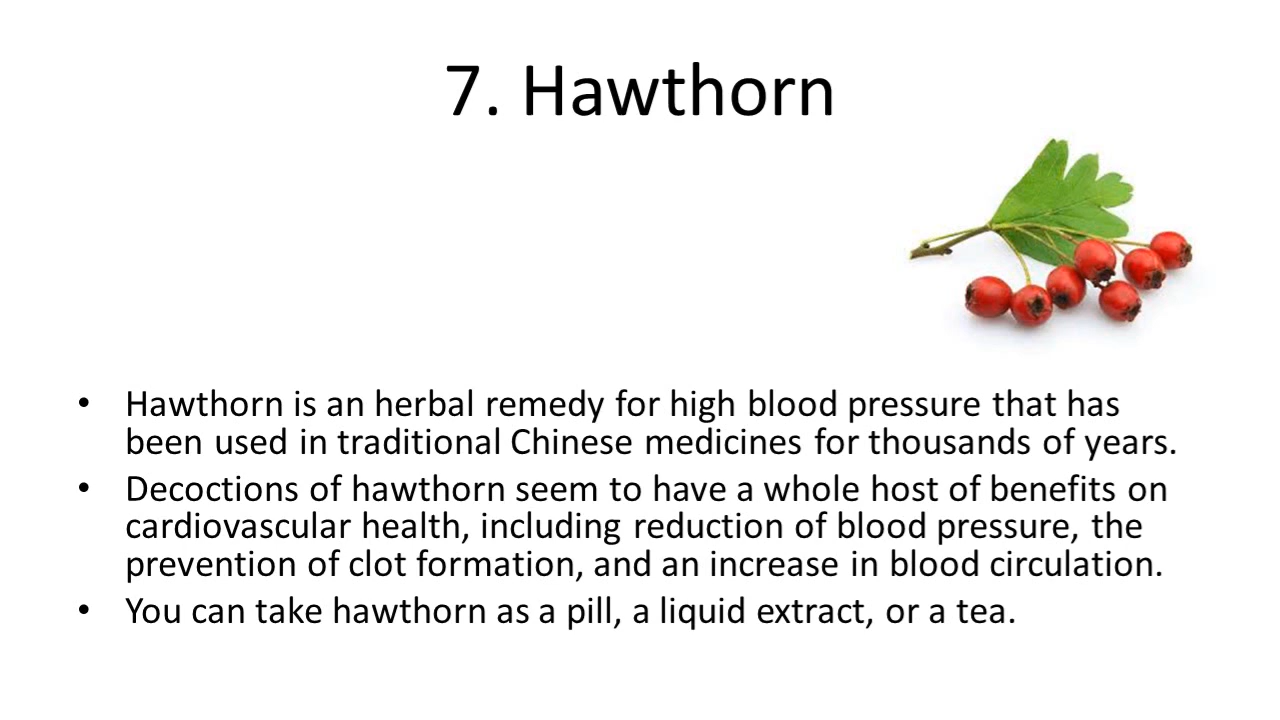 7. Hawthorn
• Hawthorn is an herbal remedy for high blood pressure that has
been used in traditional Chinese medicines for thousands of years.
• Decoctions of hawthorn seem to have a whole host of benefits on
cardiovascular health, including reduction of blood pressure, the
prevention of clot formation, and an increase in blood circulation.
• You can take hawthorn as a pill, a liquid extract, or a tea.